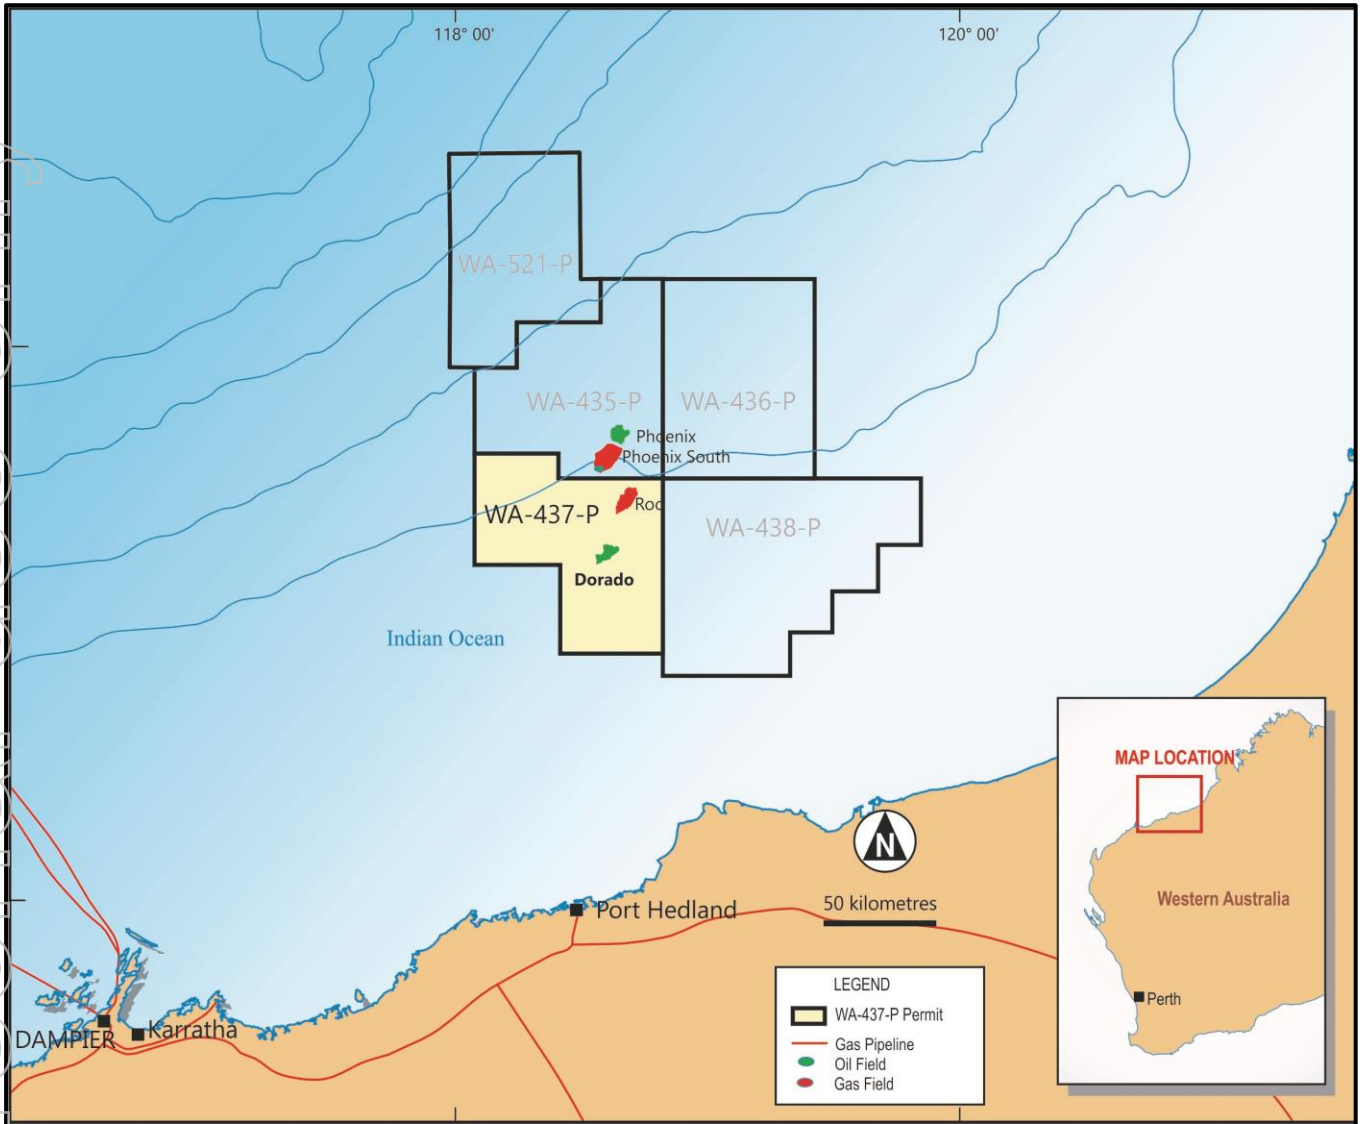 118° 00'
120° 00'
WA-521-P
WA-435-P
WA-436-P
Phoenix
Phoenix South
WA-437-P
Roc
WA-438-P
Dorado
Indian Ocean
MAP LOCATION
N
50 kilometres
Western Australia
Port Hedland
Perth
LEGEND
WA-437-P Permit
Gas Pipeline
Oil Field
Gas Field
DAMPIER
Karratha